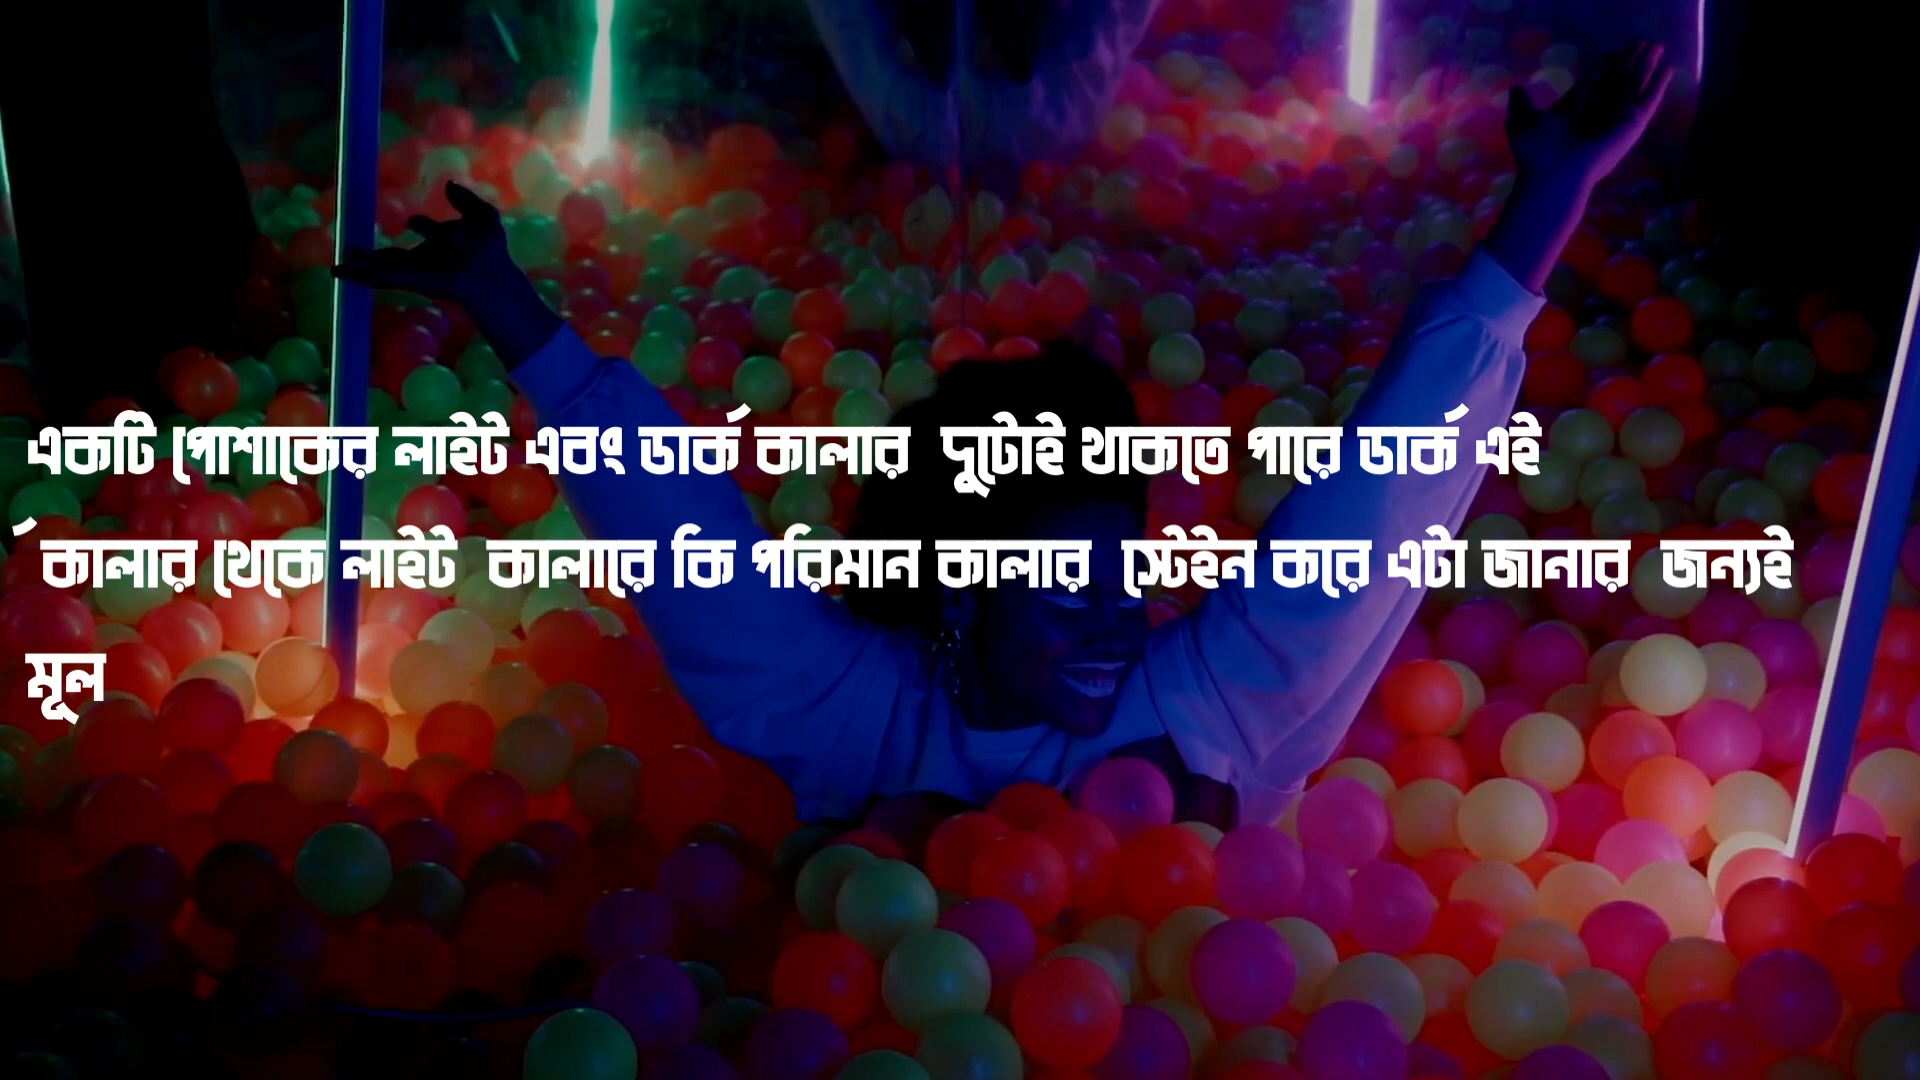 একটি পোশাকের লাইট এবং ডার্ক কালার  দুটোই থাকতে পারে ডার্ক এই
র্ কালার থেকে লাইট  কালারে কি পরিমান কালার  স্টেইন করে এটা জানার  জন্যই
মূল